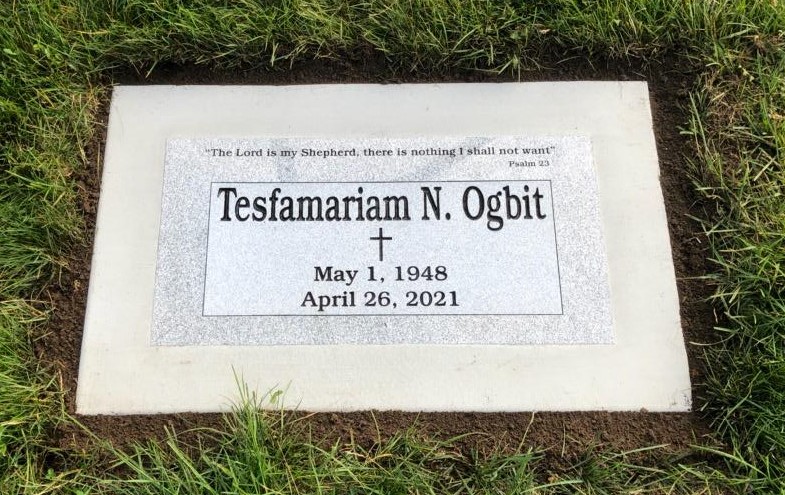 "The Lord is my Shepherd, there is nothing I shall not want"
Psalm 23
Tesfamariam N. Ogbit
May 1, 1948
April 26, 2021